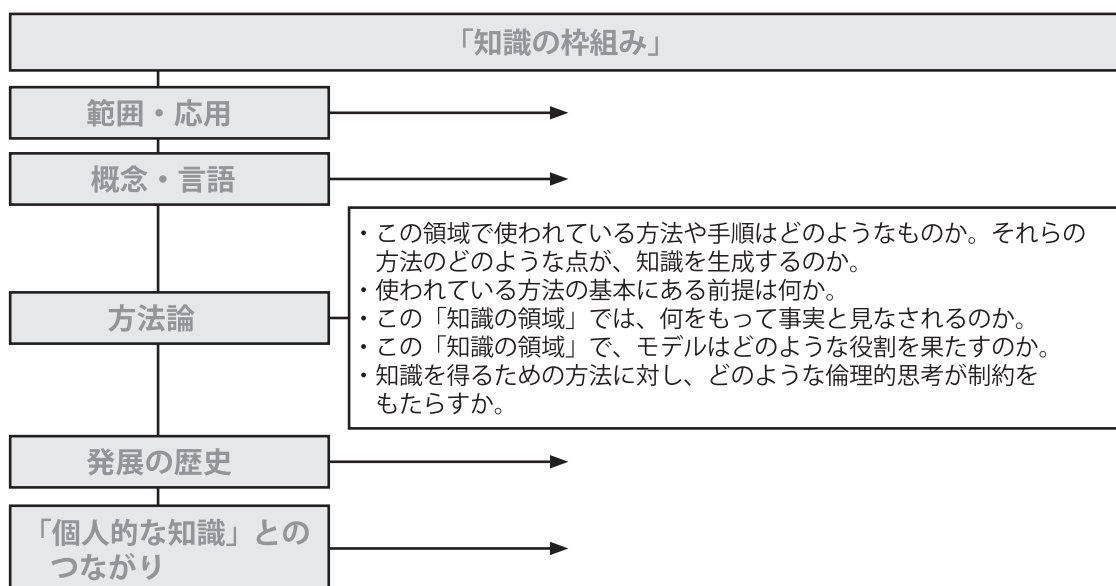 「知識の枠組み」
範囲・応用
概念・言語
方法論
・この領域で使われている方法や手順はどのようなものか。それらの
方法のどのような点が、知識を生成するのか。
・使われている方法の基本にある前提は何か。
・この「知識の領域」では、何をもって事実と見なされるのか。
・この「知識の領域」で、モデルはどのような役割を果たすのか。
・知識を得るための方法に対し、どのような倫理的思考が制約を
もたらすか。
発展の歴史
「個人的な知識」との
つながり